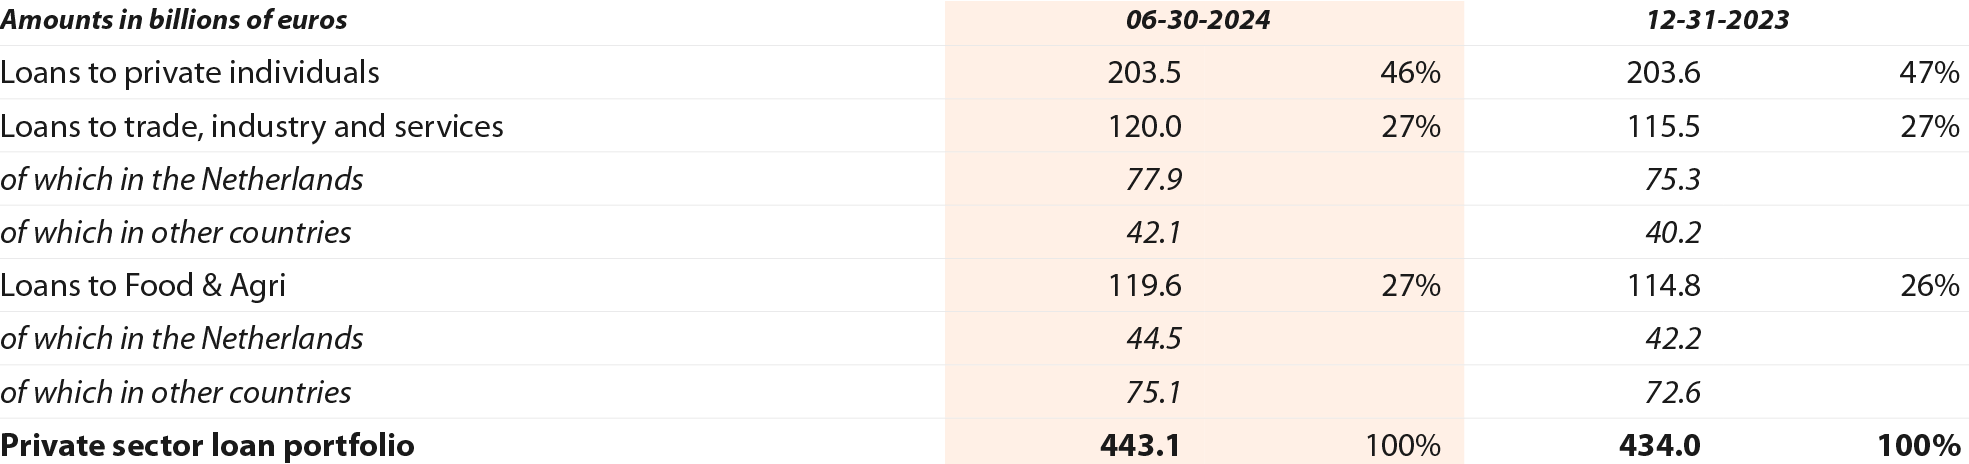 Amounts in billions of euros 06-30-2024 12-31-2023
Loans to private individuals 203.5 46% 203.6 47%
Loans to trade, industry and services 120.0 27% 115.5 27%
of which in the Netherlands 77.9 75.3
of which in other countries 42.1 40.2
Loans to Food & Agri 119.6 27% 114.8 26%
of which in the Netherlands 44.5 42.2
of which in other countries 75.1 72.6
Private sector loan portfolio 443.1 100% 434.0 100%